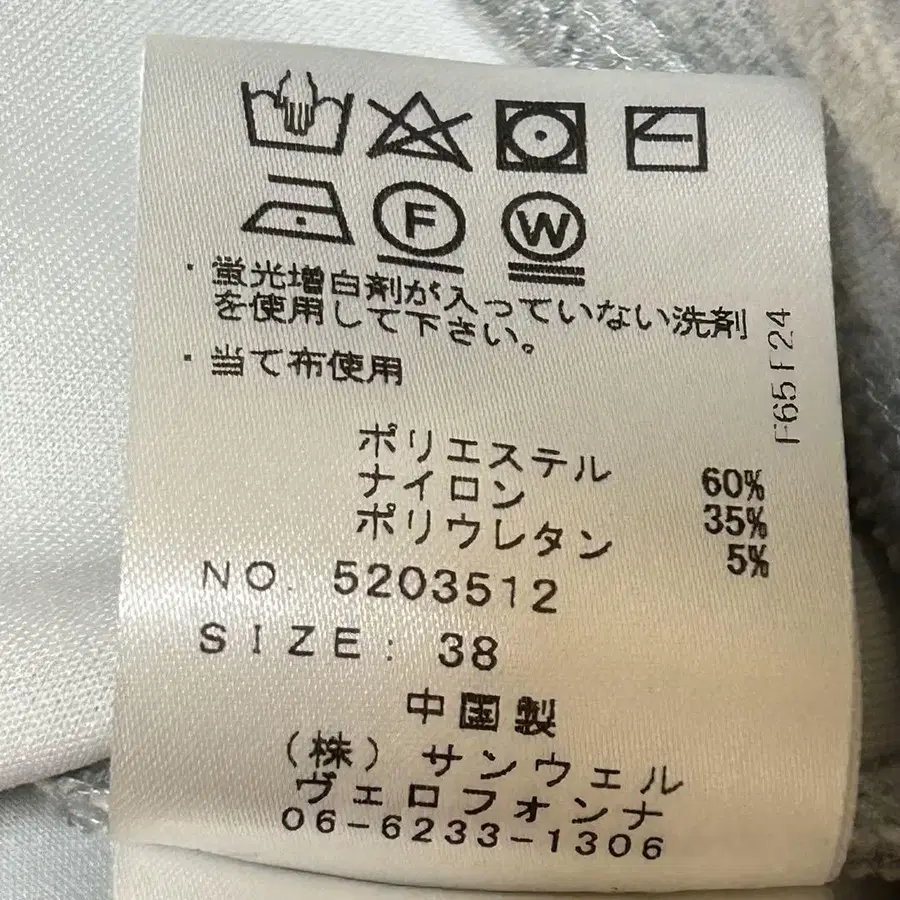 F
W
・蛍光増白剤が入っていない洗剤
を使用して下さい。
・当て布使用
F65F24
ポリエステル 60%
ナイロン 35%
ポリウレタン 5%
NO. 5203512
SIZE: 38
中国製
(株) サンウェル
ヴェロフォンナ
06-6233-1306